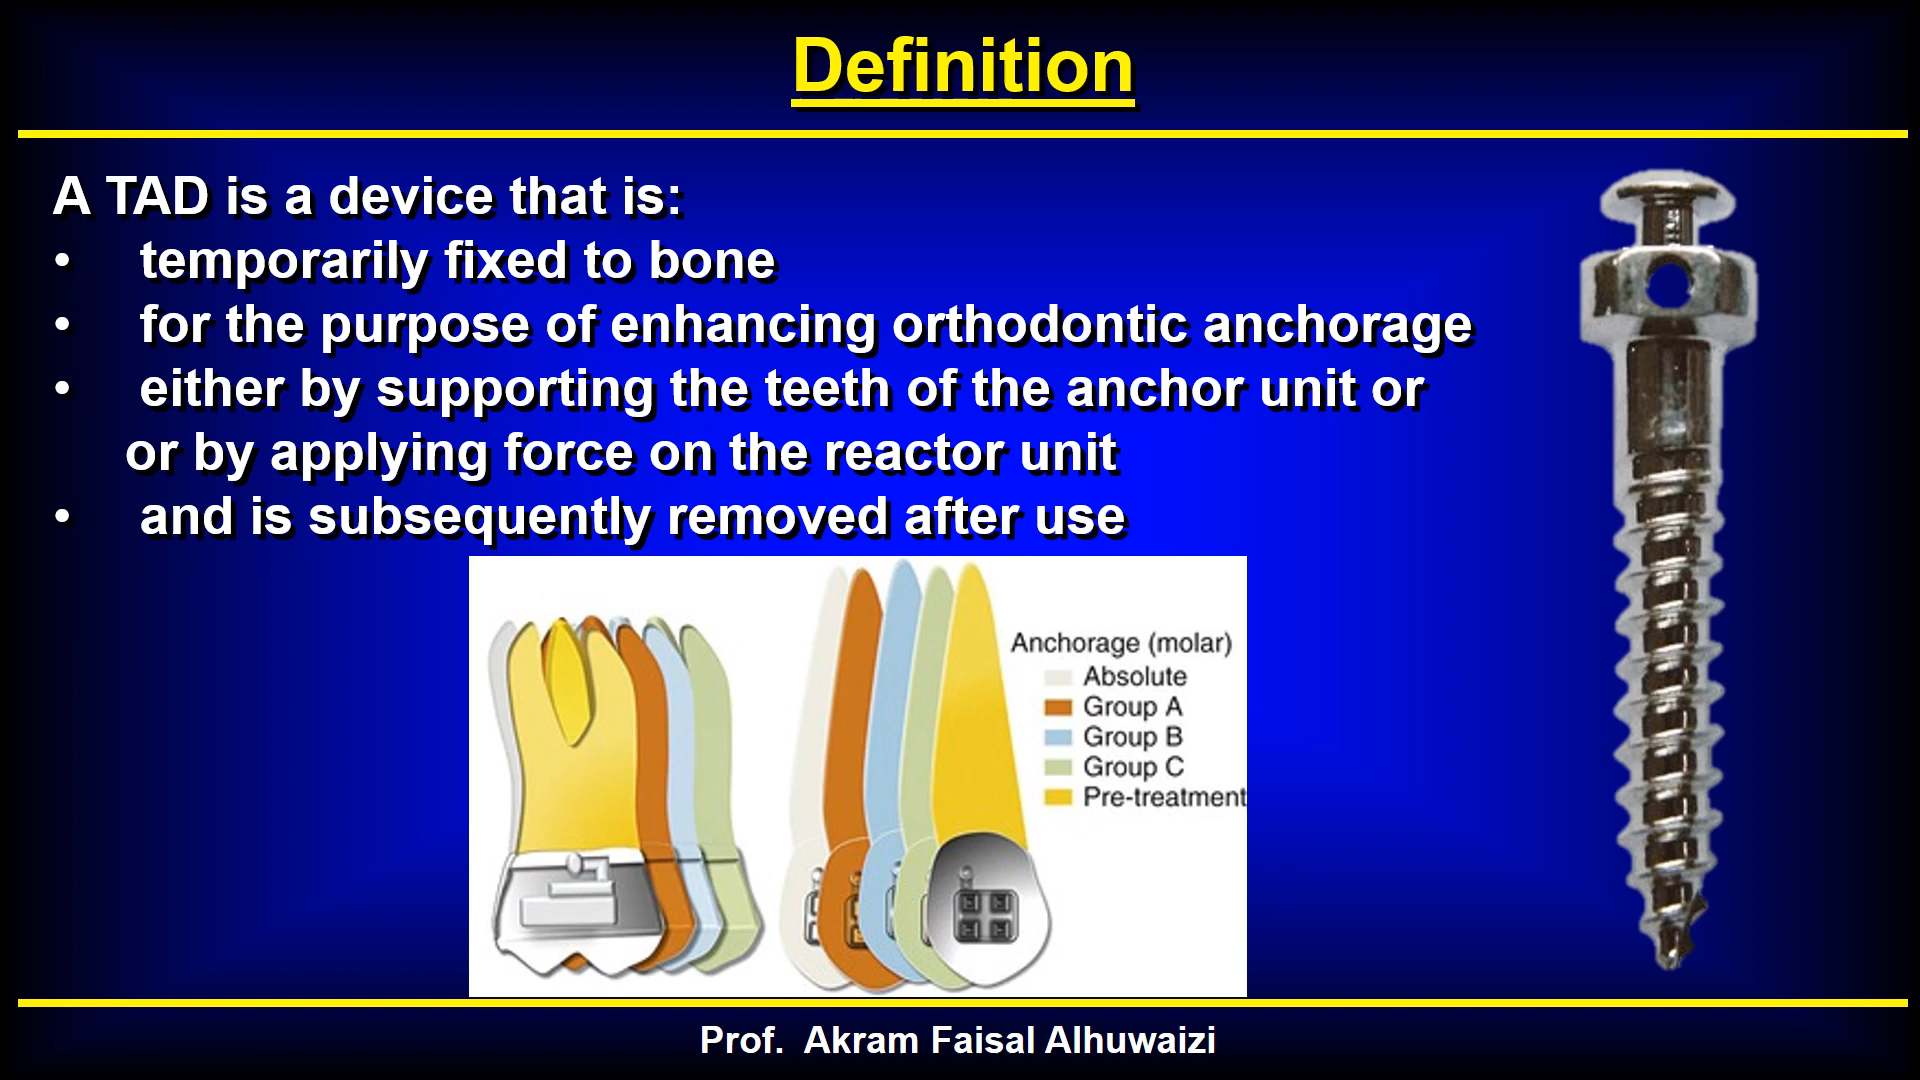 Definition
A TAD is a device that is:
• temporarily fixed to bone
• for the purpose of enhancing orthodontic anchorage
• either by supporting the teeth of the anchor unit or
or by applying force on the reactor unit
• and is subsequently removed after use
Anchorage (molar)
Absolute
Group A
Group B
Group C
Pre-treatment
Prof. Akram Faisal Alhuwaizi